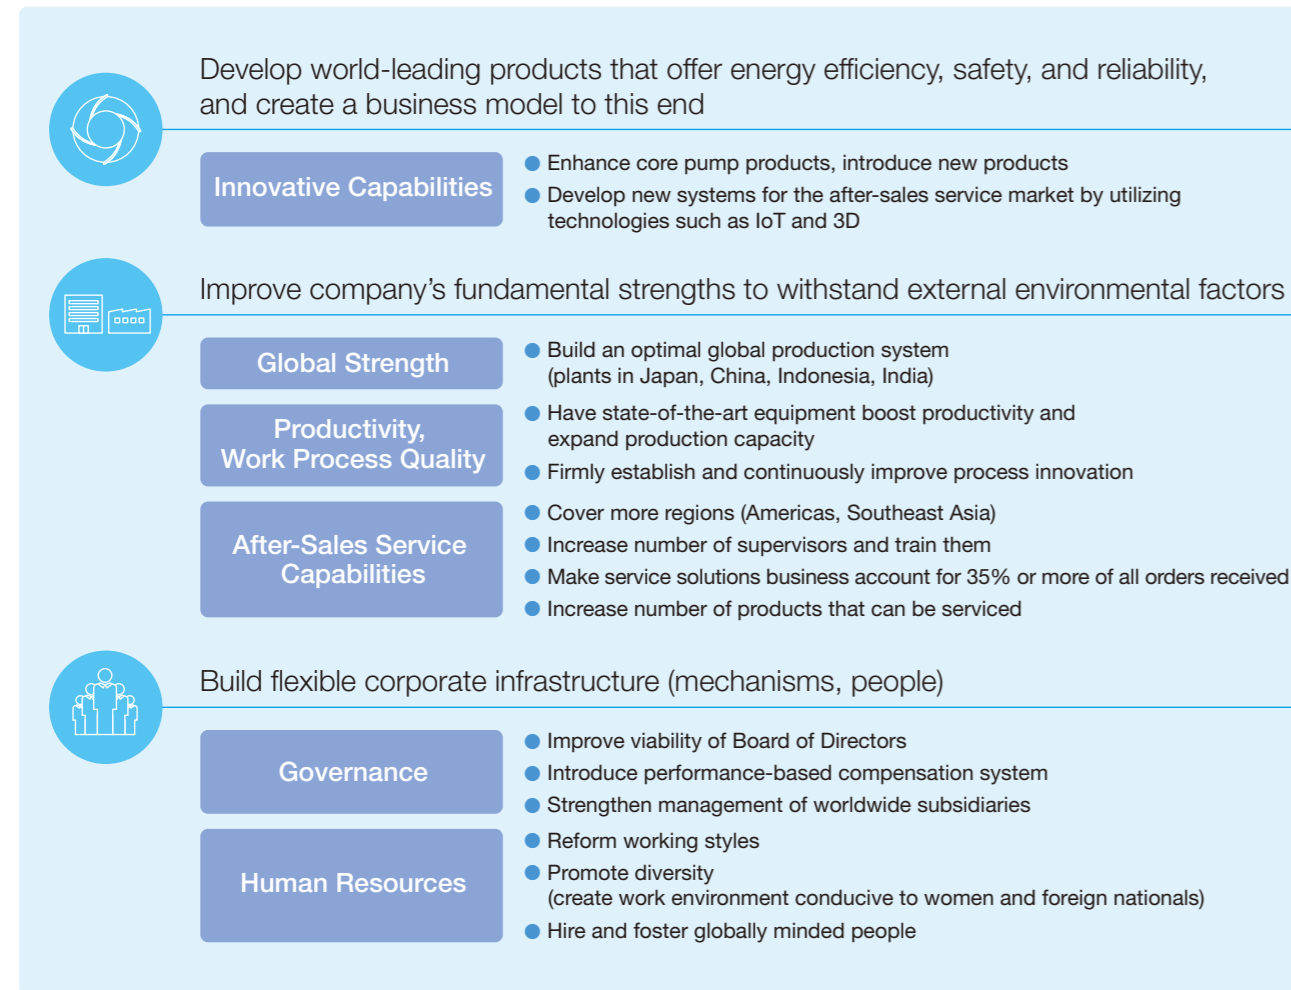 Develop world-leading products that offer energy efficiency, safety, and reliability,
and create a business model to this end
Innovative Capabilities
● Enhance core pump products, introduce new products
● Develop new systems for the after-sales service market by utilizing
technologies such as IoT and 3D
Improve company’s fundamental strengths to withstand external environmental factors
Global Strength
● Build an optimal global production system
(plants in Japan, China, Indonesia, India)
Productivity,
Work Process Quality
● Have state-of-the-art equipment boost productivity and
expand production capacity
● Firmly establish and continuously improve process innovation
After-Sales Service
Capabilities
● Cover more regions (Americas, Southeast Asia)
● Increase number of supervisors and train them
● Make service solutions business account for 35% or more of all orders received
● Increase number of products that can be serviced
Build flexible corporate infrastructure (mechanisms, people)
Governance
● Improve viability of Board of Directors
● Introduce performance-based compensation system
● Strengthen management of worldwide subsidiaries
Human Resources
● Reform working styles
● Promote diversity
(create work environment conducive to women and foreign nationals)
● Hire and foster globally minded people